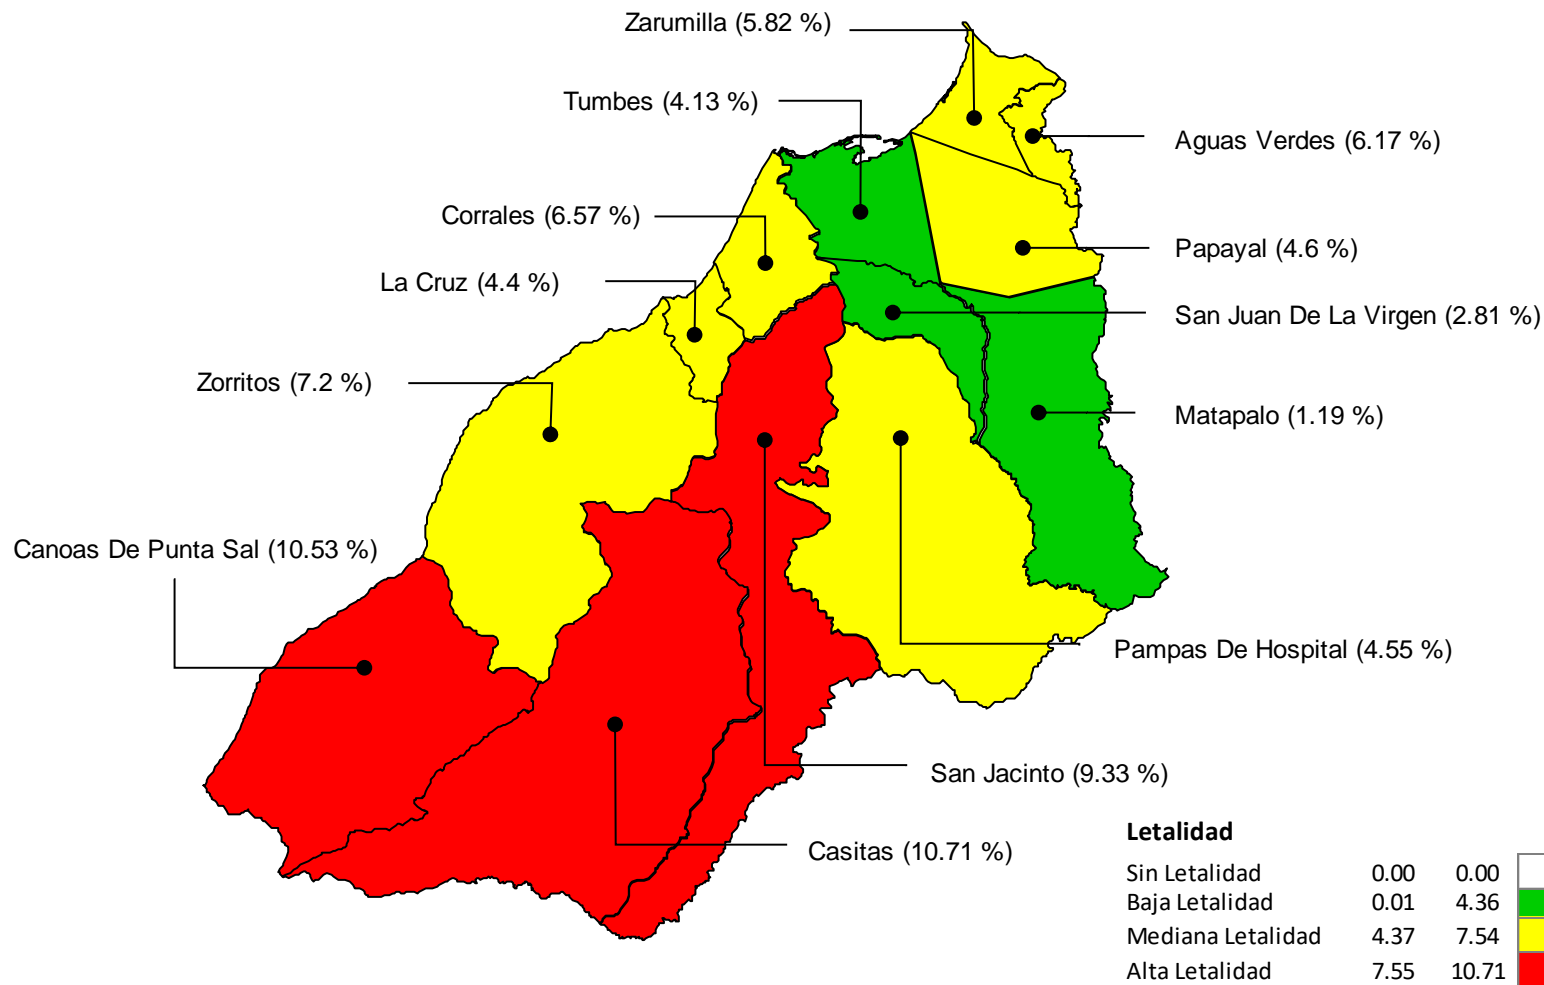 Zarumilla (5.82 %)
Tumbes (4.13 %)
Aguas Verdes (6.17 %)
Corrales (6.57 %)
Papayal (4.6 %)
La Cruz (4.4 %)
San Juan De La Virgen (2.81 %)
Zorritos (7.2 %)
Matapalo (1.19 %)
Canoas De Punta Sal (10.53 %)
Pampas De Hospital (4.55 %)
San Jacinto (9.33 %)
Casitas (10.71 %)
Letalidad
Sin Letalidad 0.00 0.00
Baja Letalidad 0.01 4.36
Mediana Letalidad 4.37 7.54
Alta Letalidad 7.55 10.71